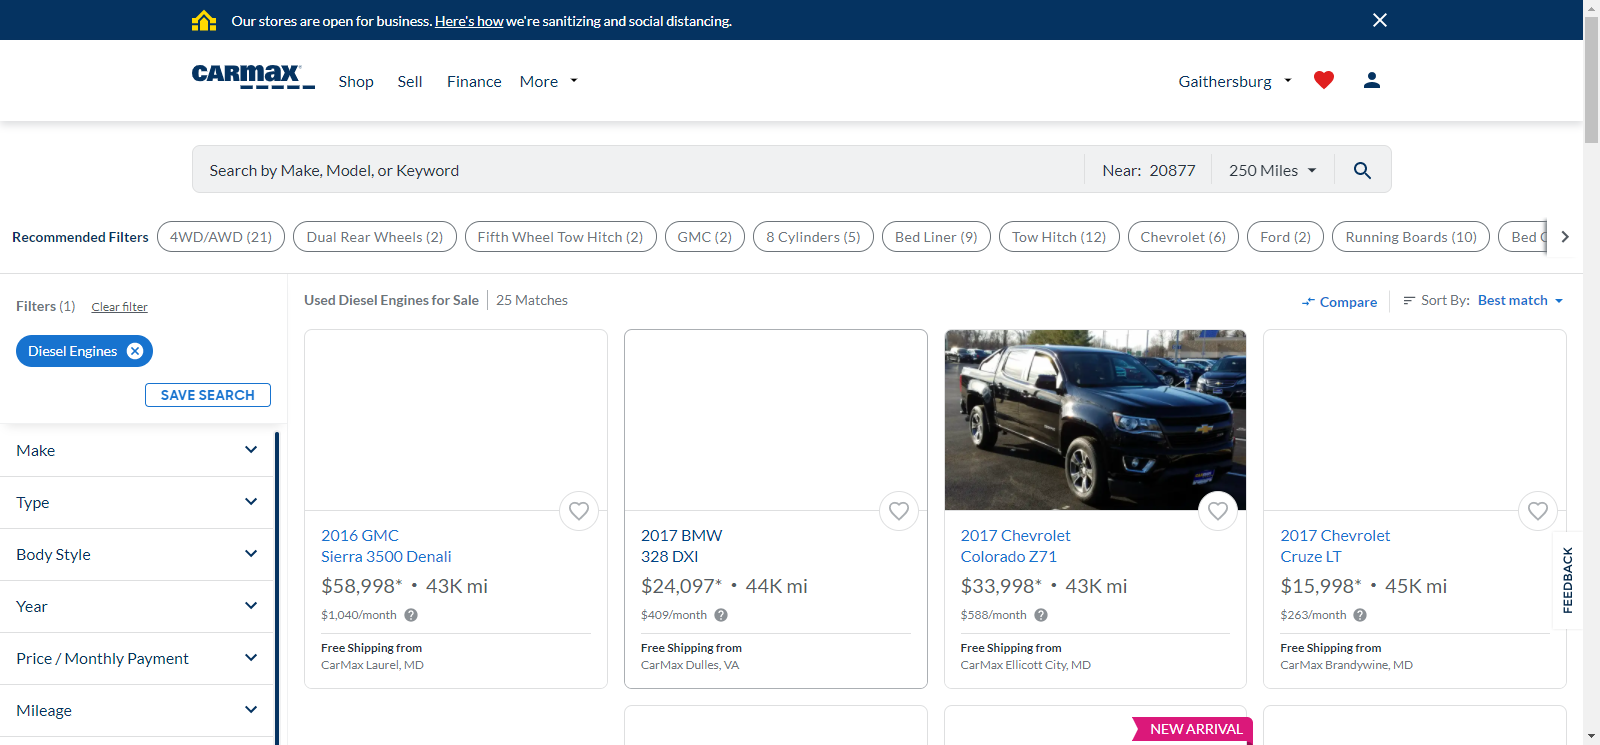 Our stores are open for business. Here's how we're sanitizing and social distancing.
CARMAX
Shop Sell Finance More
Gaithersburg
Search by Make, Model, or Keyword
Near: 20877
250 Miles
Recommended Filters
4WD/AWD (21)
Dual Rear Wheels (2)
Fifth Wheel Tow Hitch (2)
GMC (2)
8 Cylinders (5)
Bed Liner (9)
Tow Hitch (12)
Chevrolet (6)
Ford (2)
Running Boards (10)
Bed
Filters (1) Clear filter
Diesel Engines
SAVE SEARCH
Make
Type
Body Style
Year
Price / Monthly Payment
Mileage
Used Diesel Engines for Sale 25 Matches
Compare
Sort By: Best match
2016 GMC
Sierra 3500 Denali
$58,998* • 43K mi
$1,040/month
Free Shipping from
CarMax Laurel, MD
2017 BMW
328 DXI
$24,097* • 44K mi
$409/month
Free Shipping from
CarMax Dulles, VA
2017 Chevrolet
Colorado Z71
$33,998* • 43K mi
$588/month
Free Shipping from
CarMax Ellicott City, MD
2017 Chevrolet
Cruze LT
$15,998* • 45K mi
$263/month
Free Shipping from
CarMax Brandywine, MD
NEW ARRIVAL
FEEDBACK